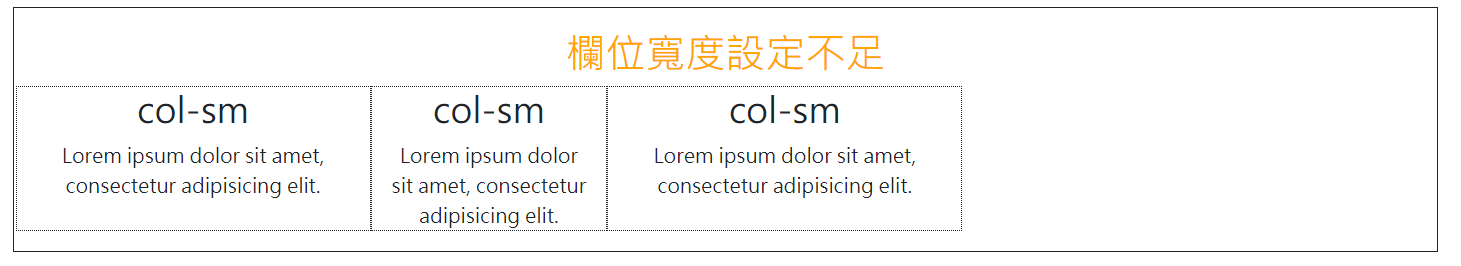 欄位寬度設定不足
col-sm
Lorem ipsum dolor sit amet,
consectetur adipisicing elit.
col-sm
Lorem ipsum dolor
sit amet, consectetur
adipisicing elit.
col-sm
Lorem ipsum dolor sit amet,
consectetur adipisicing elit.